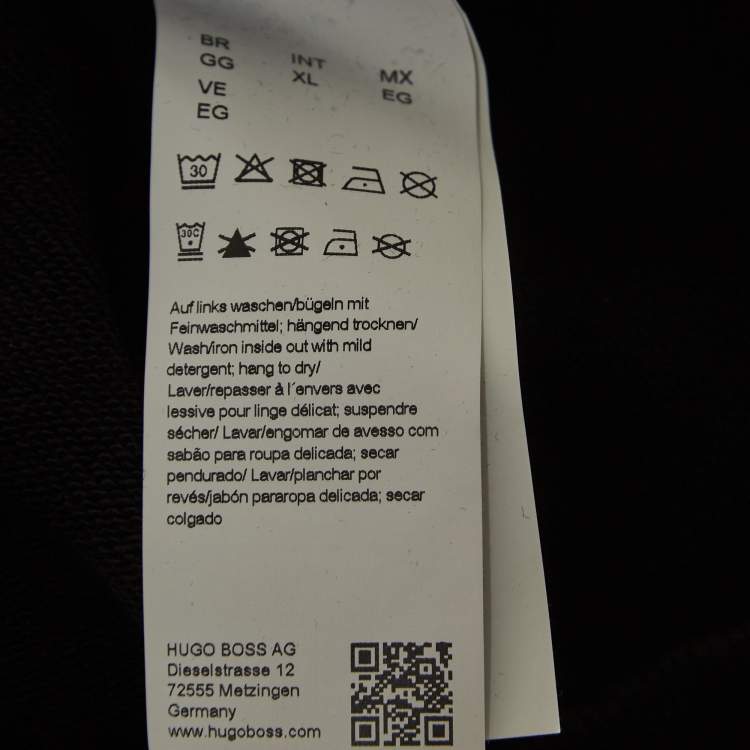 BR
GG
INT
XL
MX
EG
VE
EG
30
30C
Auf links waschen/bügeln mit
Feinwaschmittel; hängend trocknen/
Wash/iron inside out with mild
detergent; hang to dry/
Laver/repasser à l´envers avec
lessive pour linge délicat; suspendre
sécher/ Lavar/engomar de avesso com
sabão para roupa delicada; secar
pendurado/ Lavar/planchar por
revés/jabón pararopa delicada; secar
colgado
HUGO BOSS AG
Dieselstrasse 12
72555 Metzingen
Germany
www.hugoboss.com